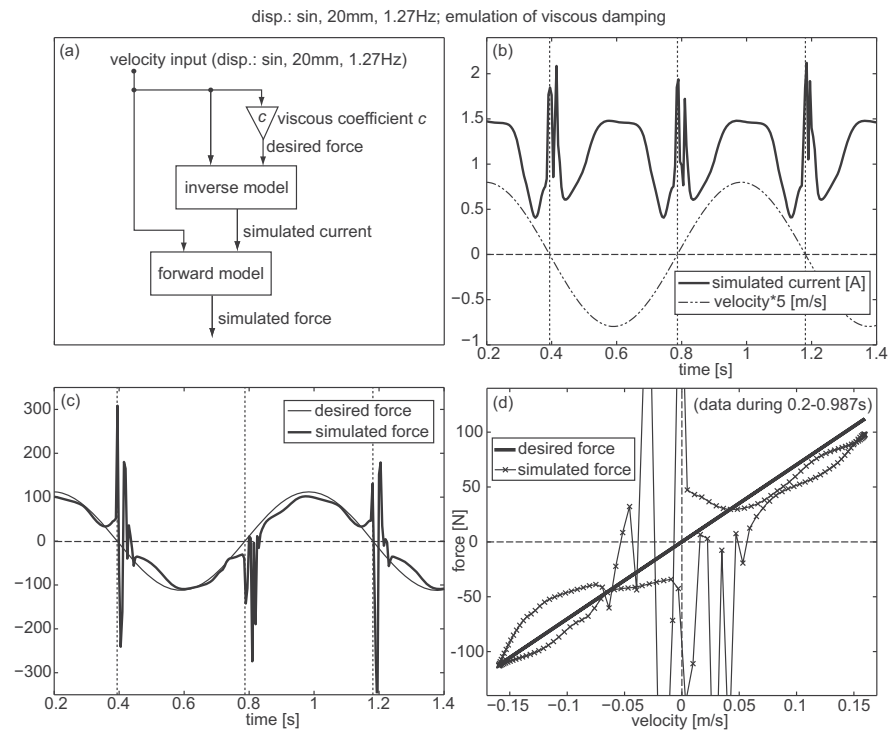 disp.: sin, 20mm, 1.27Hz; emulation of viscous damping
(a)
velocity input (disp.: sin, 20mm, 1.27Hz)
c
viscous coefficient c
desired force
inverse model
simulated current
forward model
simulated force
(b)
2
1.5
1
0.5
0
−0.5
−1
simulated current [A]
velocity*5 [m/s]
0.2 0.4 0.6 0.8 1 1.2 1.4
time [s]
(c)
300
200
100
0
−100
−200
−300
desired force
simulated force
0.2 0.4 0.6 0.8 1 1.2 1.4
time [s]
(d)
(data during 0.2-0.987s)
desired force
simulated force
100
50
0
-50
-100
force [N]
−0.15 −0.1 −0.05 0 0.05 0.1 0.15
velocity [m/s]